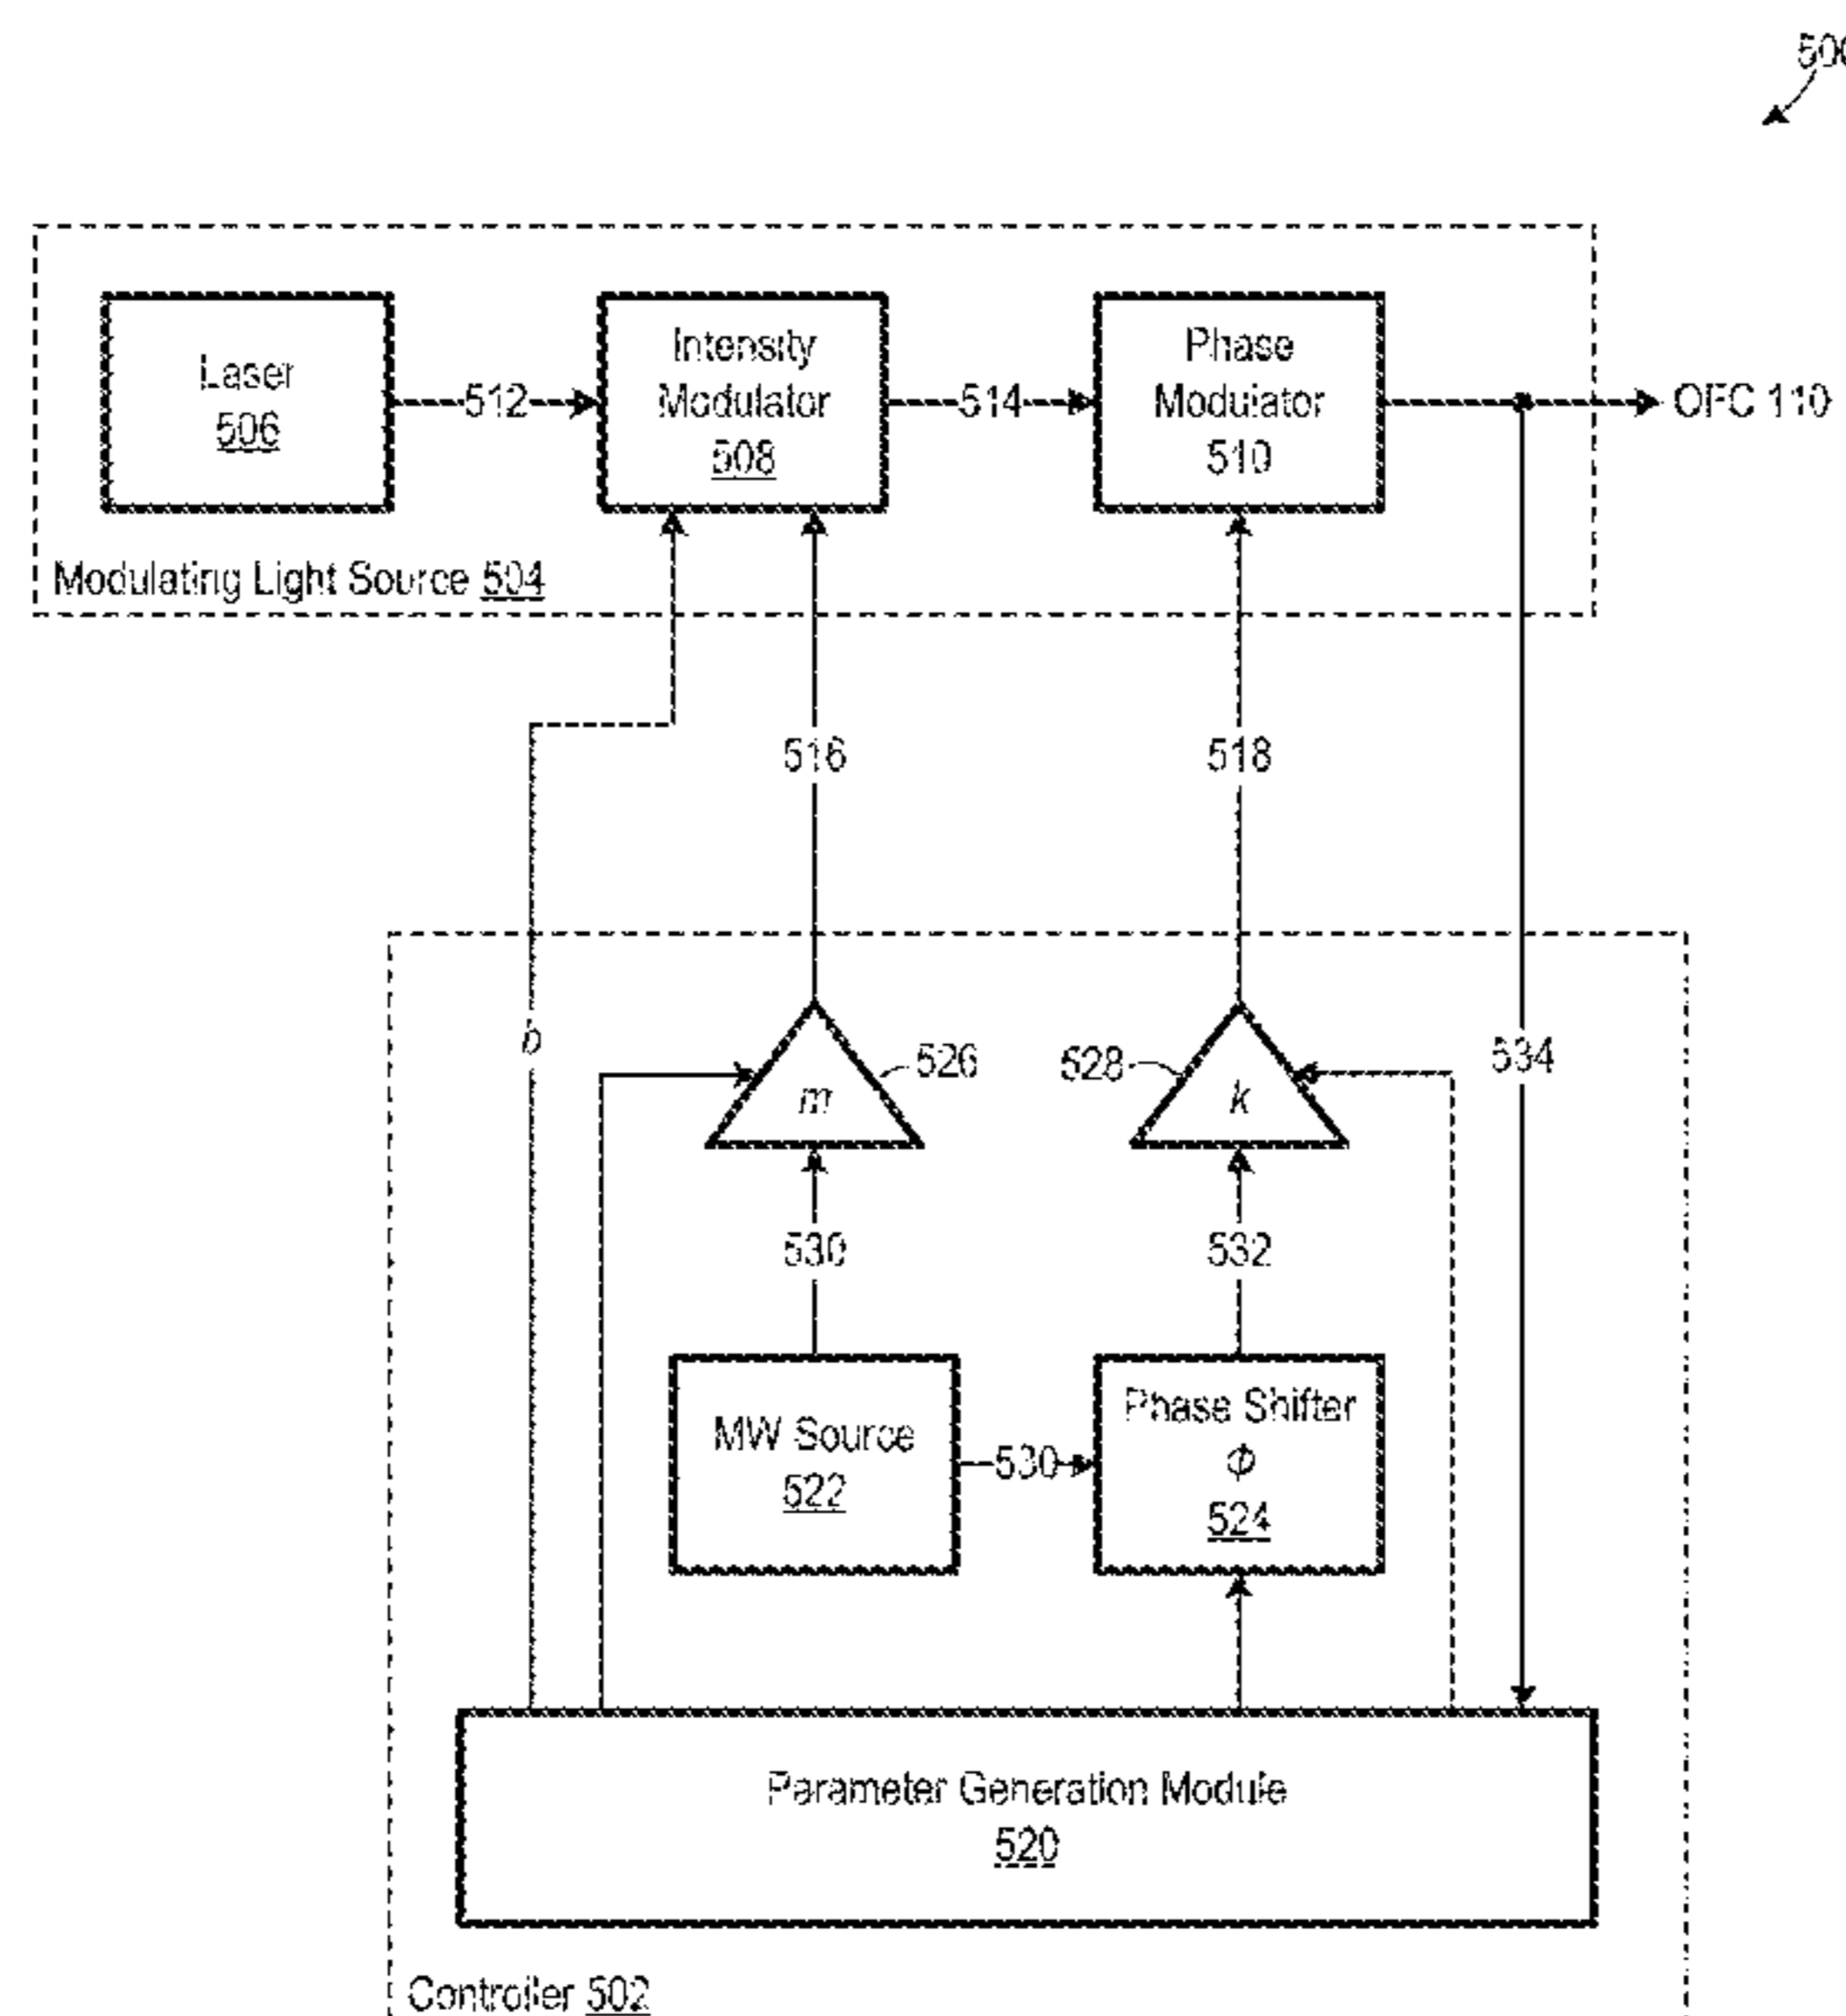 500
Laser
506
512
Intensity
Modulator
508
514
Phase
Modulator
510
OFC 110
Modulating Light Source 504
516
518
b
m
526
528
k
534
530
532
MW Source
522
530
Phase Shifter
Φ
524
Parameter Generation Module
520
Controller 502